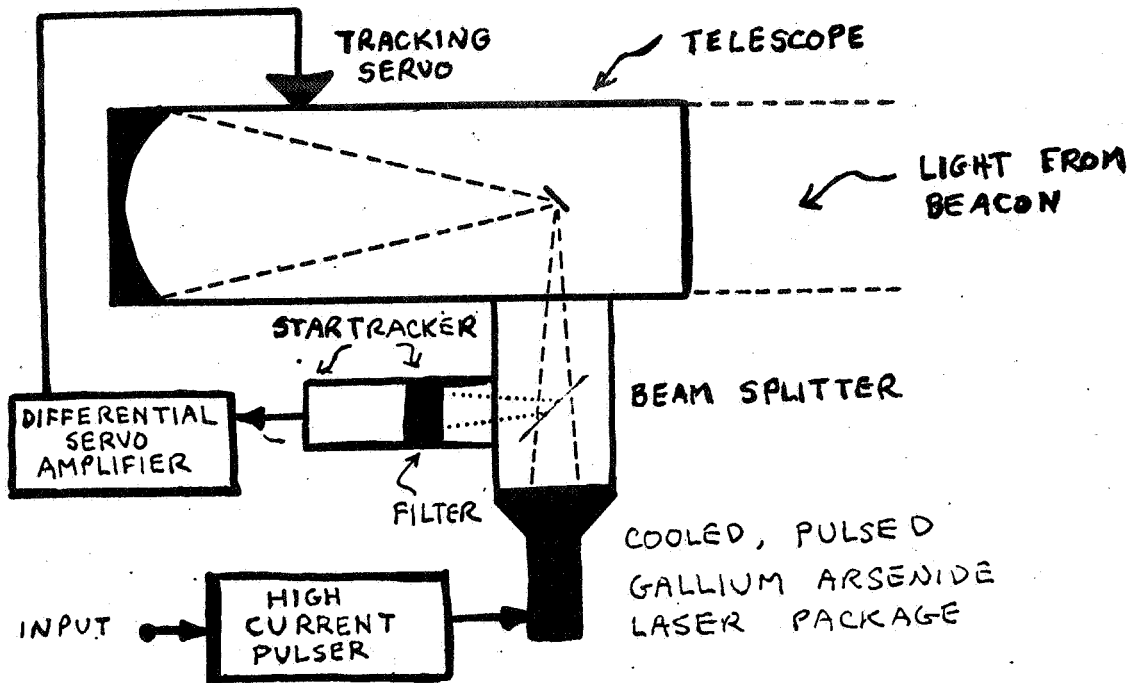 TRACKING
SERVO
TELESCOPE
LIGHT FROM
BEACON
STARTRACKER
BEAM SPLITTER
DIFFERENTIAL
SERVO
AMPLIFIER
FILTER
COOLED, PULSED
GALLIUM ARSENIDE
LASER PACKAGE
INPUT
HIGH
CURRENT
PULSER